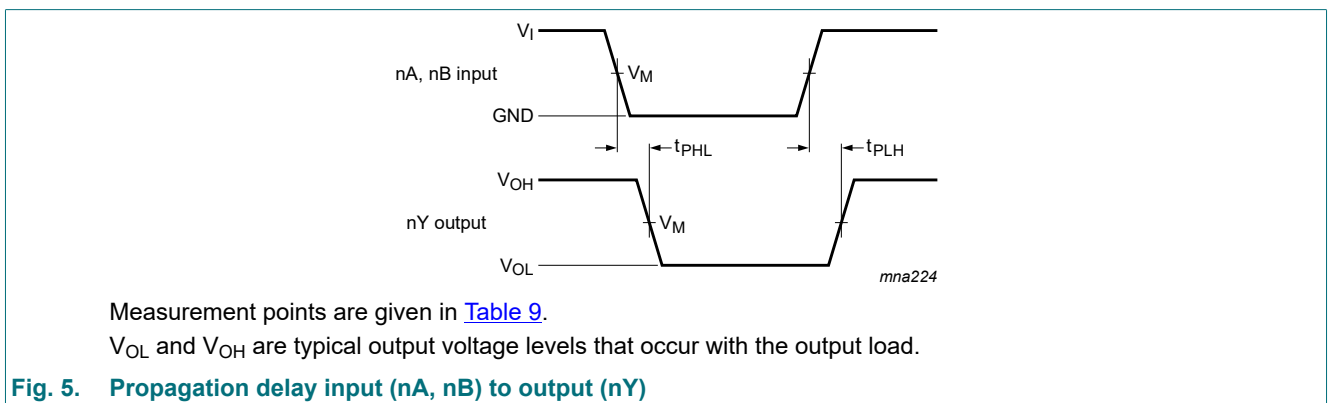 VI
nA, nB input
VM
GND
tPHL
tPLH
VOH
nY output
VM
VOL
mna224
Measurement points are given in Table 9.
VOL and VOH are typical output voltage levels that occur with the output load.
Fig. 5. Propagation delay input (nA, nB) to output (nY)